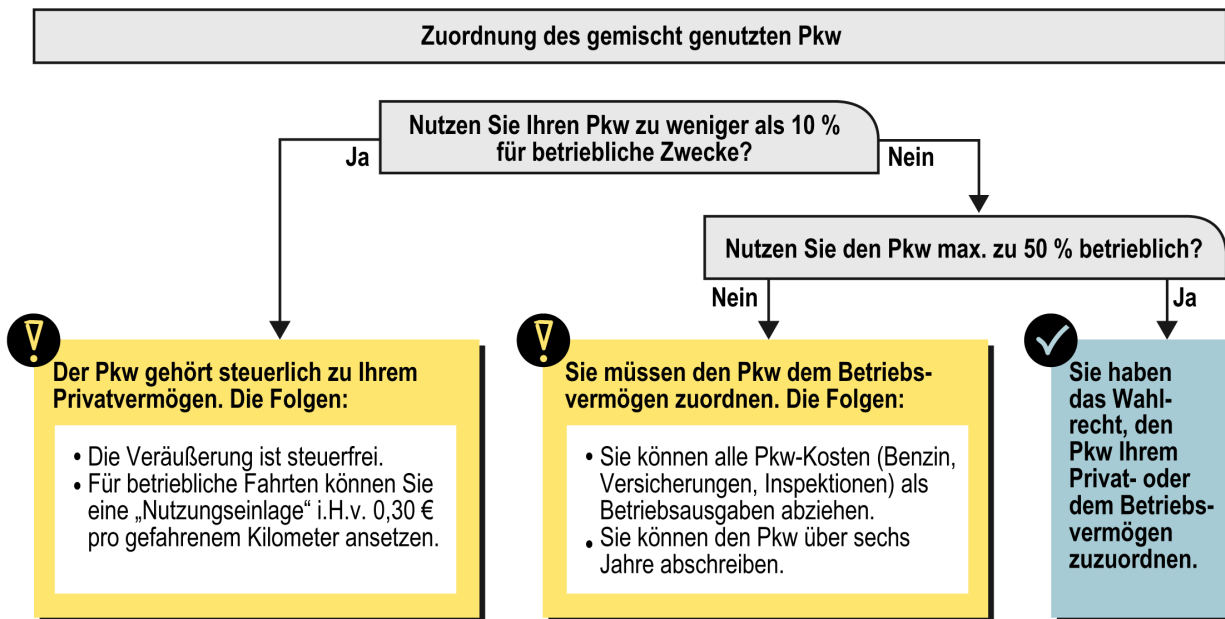 Zuordnung des gemischt genutzten Pkw
Nutzen Sie Ihren Pkw zu weniger als 10 %
für betriebliche Zwecke?
Ja
Nein
Nutzen Sie den Pkw max. zu 50 % betrieblich?
Nein
Ja
Der Pkw gehört steuerlich zu Ihrem
Privatvermögen. Die Folgen:
• Die Veräußerung ist steuerfrei.
• Für betriebliche Fahrten können Sie
eine „Nutzungseinlage“ i.H.v. 0,30 €
pro gefahrenem Kilometer ansetzen.
Sie müssen den Pkw dem Betriebs-
vermögen zuordnen. Die Folgen:
• Sie können alle Pkw-Kosten (Benzin,
Versicherungen, Inspektionen) als
Betriebsausgaben abziehen.
• Sie können den Pkw über sechs
Jahre abschreiben.
Sie haben
das Wahl-
recht, den
Pkw Ihrem
Privat- oder
dem Betriebs-
vermögen
zuzuordnen.